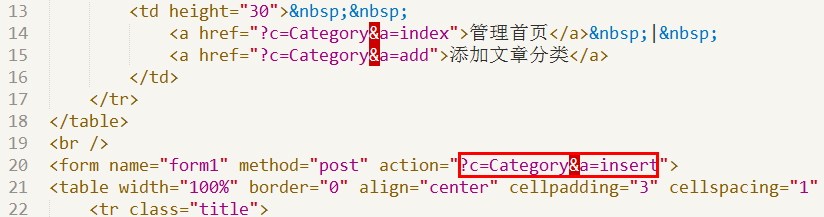 13 <td height="30">&nbsp;&nbsp;
14 <a href="?c=Category&a=index">管理首页</a>&nbsp;|&nbsp;
15 <a href="?c=Category&a=add">添加文章分类</a>
16 </td>
17 </tr>
18 </table>
19 <br />
20 <form name="form1" method="post" action="?c=Category&a=insert">
21 <table width="100%" border="0" align="center" cellpadding="3" cellspacing="1"
22 <tr class="title">